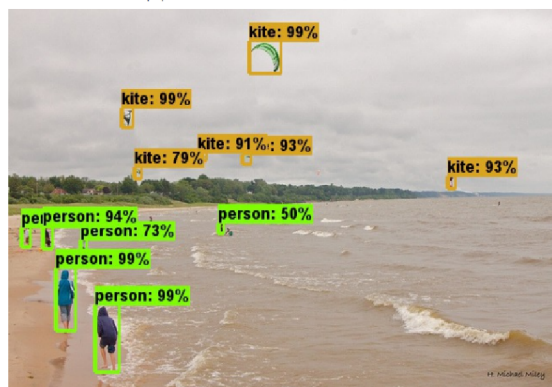 kite: 99%
kite: 99%
kite: 91%
: 93%
kite: 79%
kite: 93%
person: 94%
person: 50%
person: 73%
person: 99%
person: 99%
H. Michael Miley